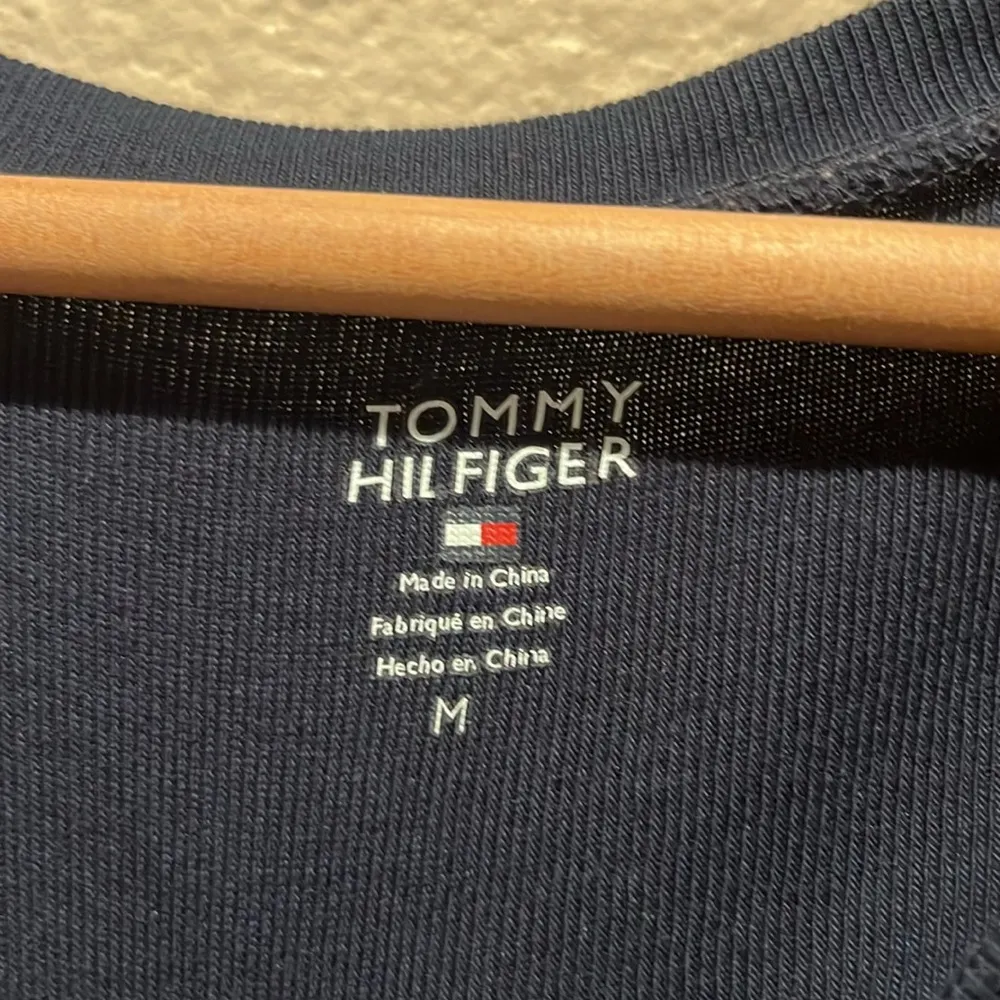 TOMMY
HILFIGER
Made in China
Fabriqué en Chine
Hecho en China
M